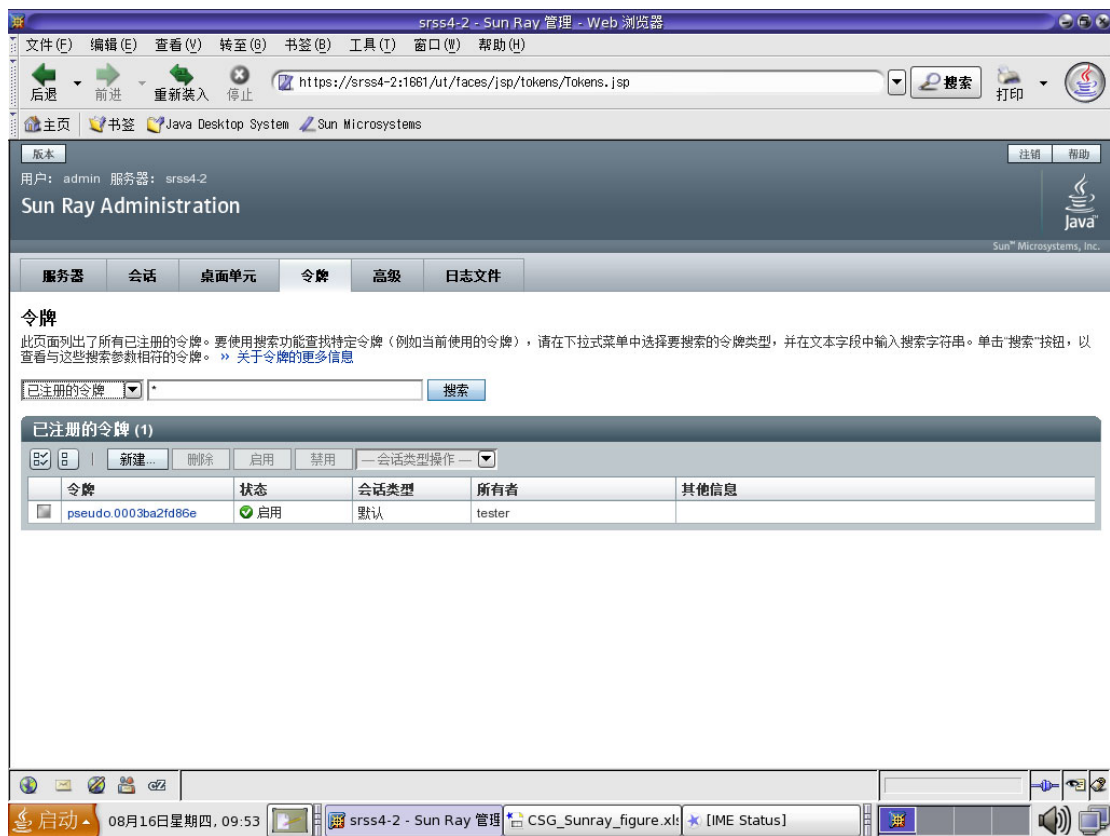 srss4-2 - Sun Ray 管理 - Web 浏览器
文件(F) 编辑(E) 查看(V) 转至(G) 书签(B) 工具(T) 窗口(W) 帮助(H)
后退 前进 重新装入 停止 https://srss4-2:1661/ut/faces/jsp/tokens/Tokens.jsp 搜索 打印
主页 书签 Java Desktop System Sun Microsystems
版本 注销 帮助
用户: admin 服务器: srss4-2
Sun Ray Administration
Java™
Sun™ Microsystems, Inc.
服务器 会话 桌面单元 令牌 高级 日志文件
令牌
此页面列出了所有已注册的令牌。要使用搜索功能查找特定令牌（例如当前使用的令牌），请在下拉式菜单中选择要搜索的令牌类型，并在文本字段中输入搜索字符串。单击"搜索"按钮，以
查看与这些搜索参数相符的令牌。 » 关于令牌的更多信息
已注册的令牌 * 搜索
已注册的令牌 (1)
新建... 删除 启用 禁用 — 会话类型操作 —
令牌 状态 会话类型 所有者 其他信息
pseudo.0003ba2fd86e 启用 默认 tester
启动 08月16日星期四, 09:53 srss4-2 - Sun Ray 管理 CSG_Sunray_figure.xls [IME Status]